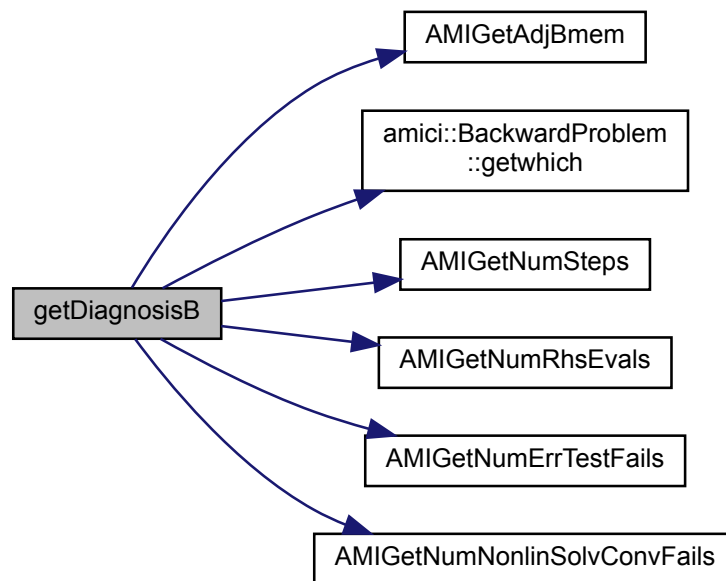 AMIGetAdjBmem
amici::BackwardProblem
::getwhich
AMIGetNumSteps
getDiagnosisB
AMIGetNumRhsEvals
AMIGetNumErrTestFails
AMIGetNumNonlinSolvConvFails